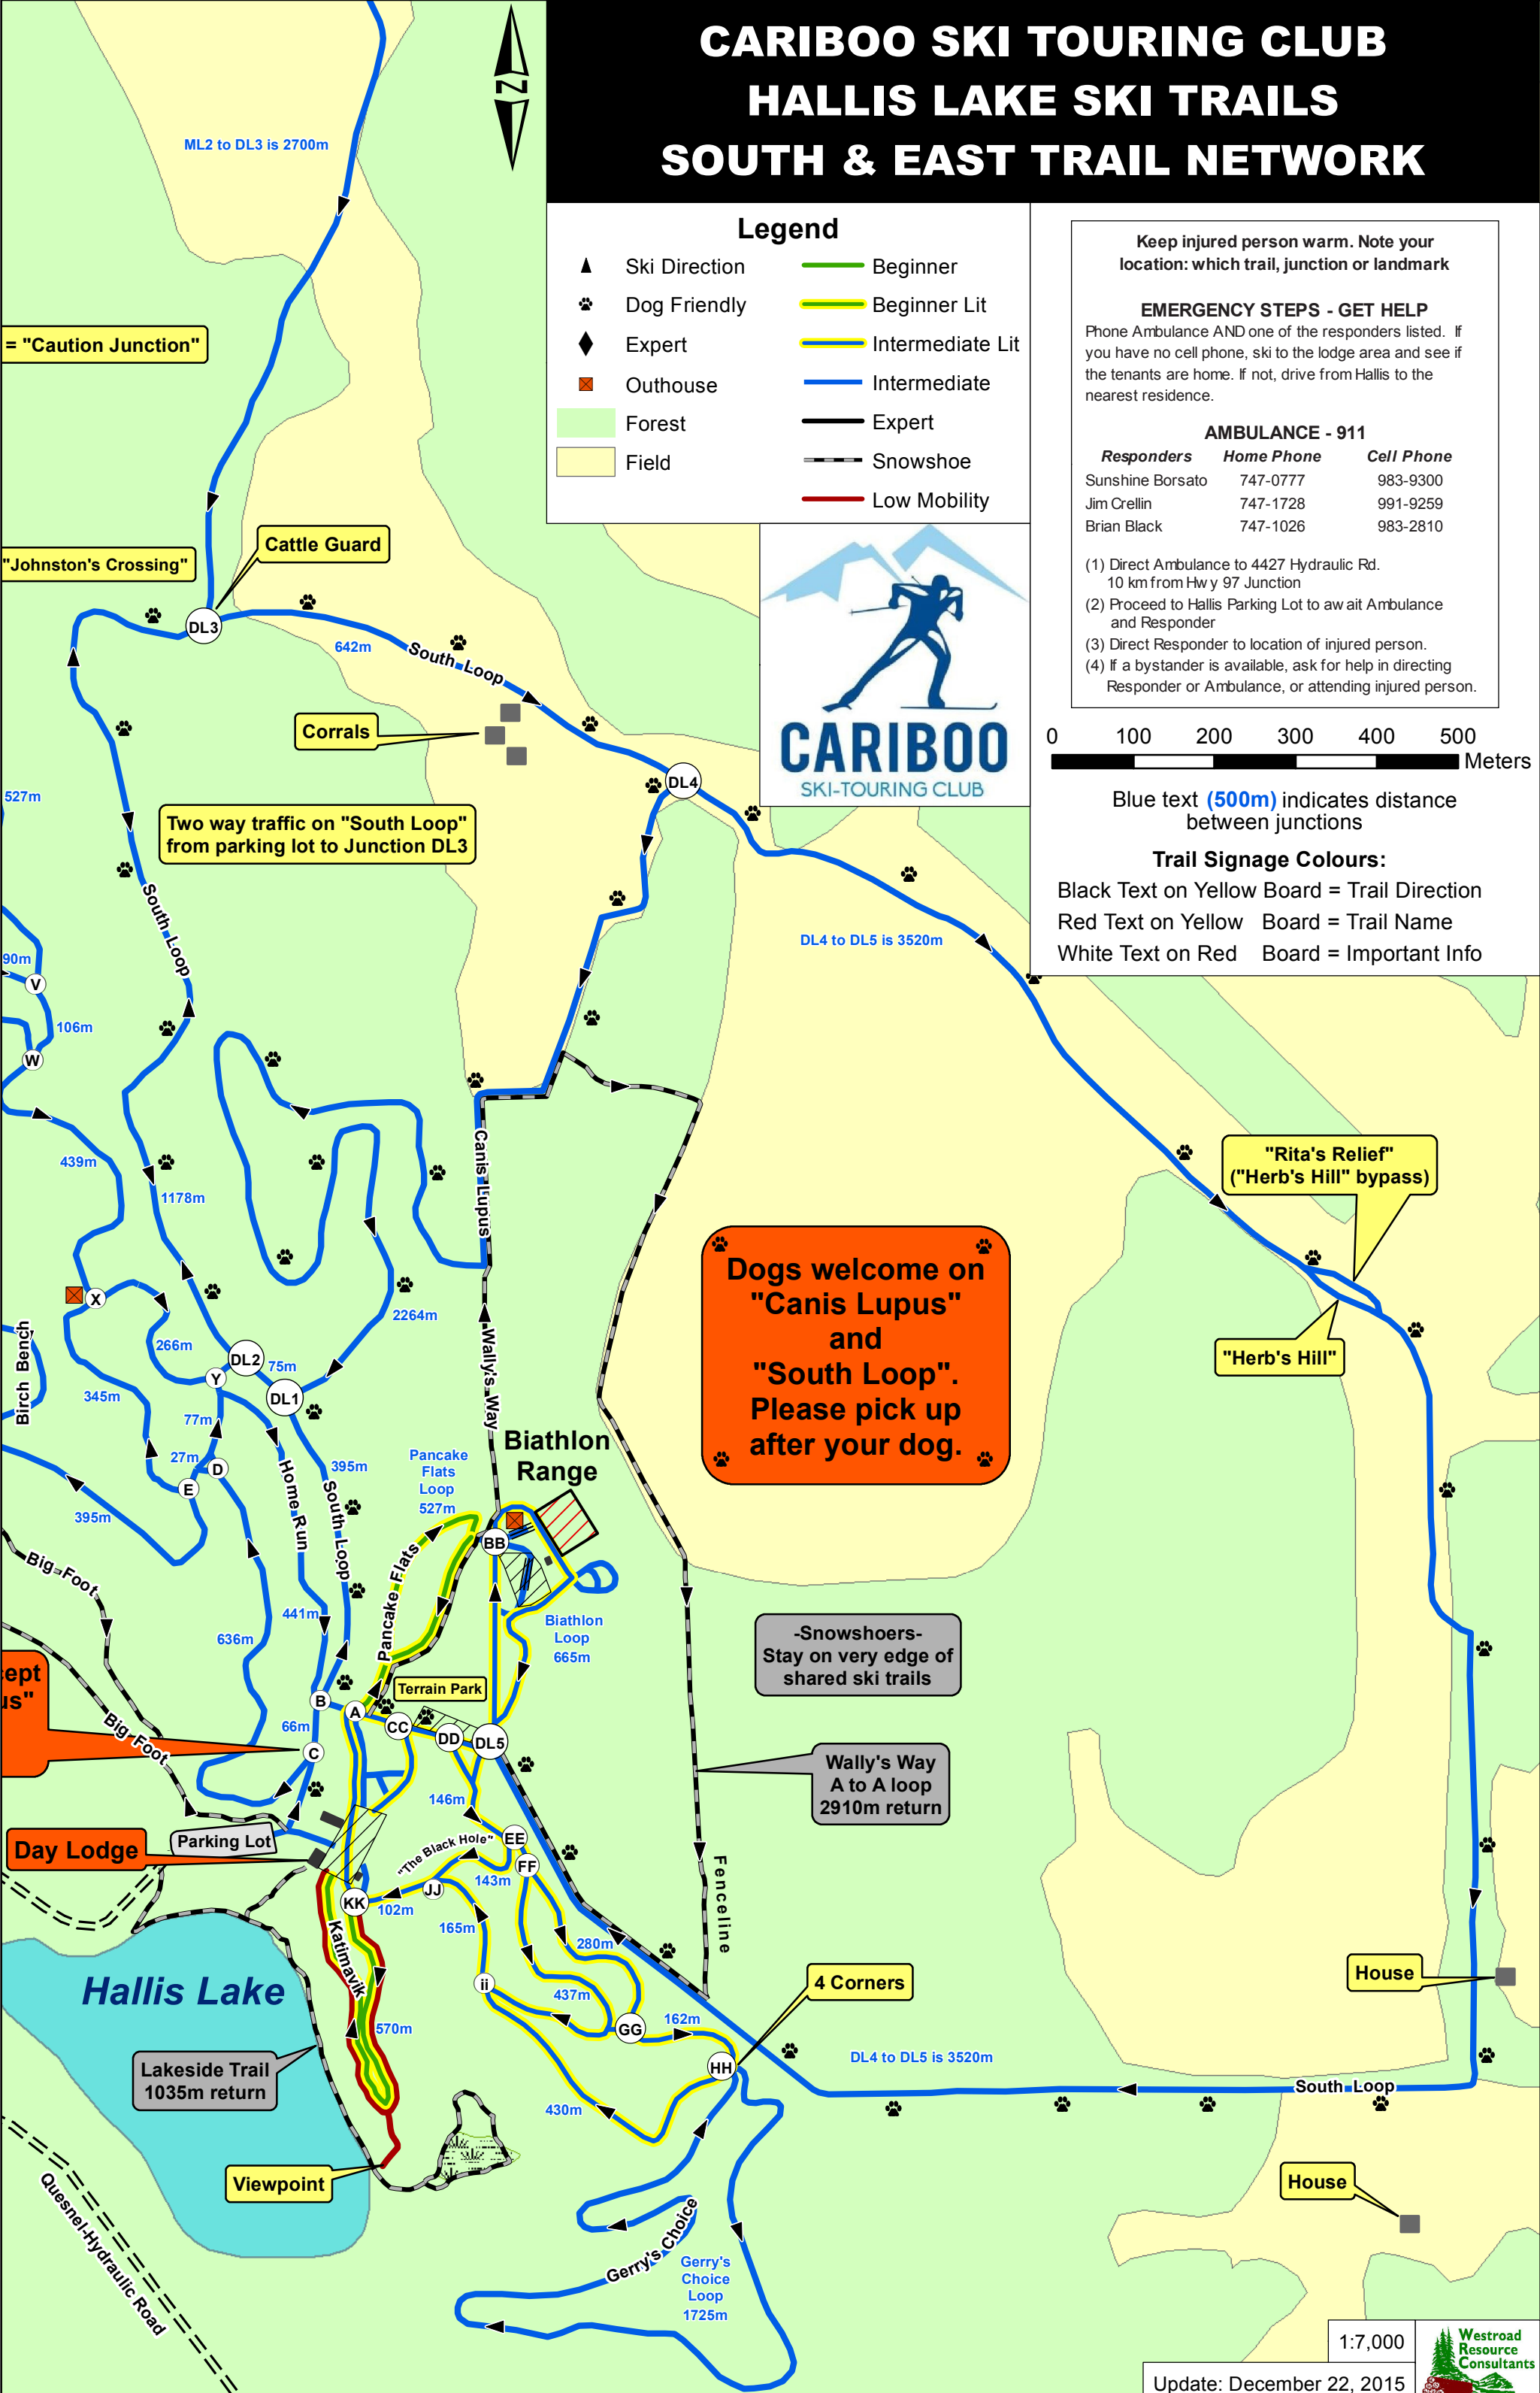 CARIBOO SKI TOURING CLUB
HALLIS LAKE SKI TRAILS
SOUTH & EAST TRAIL NETWORK
N
Legend
Ski Direction
Dog Friendly
Expert
Outhouse
Forest
Field
Beginner
Beginner Lit
Intermediate Lit
Intermediate
Expert
Snowshoe
Low Mobility
Keep injured person warm. Note your
location: which trail, junction or landmark
EMERGENCY STEPS - GET HELP
Phone Ambulance AND one of the responders listed. If
you have no cell phone, ski to the lodge area and see if
the tenants are home. If not, drive from Hallis to the
nearest residence.
AMBULANCE - 911
Responders Home Phone Cell Phone
Sunshine Borsato 747-0777 983-9300
Jim Crellin 747-1728 991-9259
Brian Black 747-1026 983-2810
(1) Direct Ambulance to 4427 Hydraulic Rd.
10 km from Hwy 97 Junction
(2) Proceed to Hallis Parking Lot to await Ambulance
and Responder
(3) Direct Responder to location of injured person.
(4) If a bystander is available, ask for help in directing
Responder or Ambulance, or attending injured person.
0 100 200 300 400 500
Meters
Blue text (500m) indicates distance
between junctions
Trail Signage Colours:
Black Text on Yellow Board = Trail Direction
Red Text on Yellow Board = Trail Name
White Text on Red Board = Important Info
CARIBOO
SKI-TOURING CLUB
ML2 to DL3 is 2700m
= "Caution Junction"
Cattle Guard
"Johnston's Crossing"
DL3
642m
South Loop
Corrals
DL4
527m
Two way traffic on "South Loop"
from parking lot to Junction DL3
South Loop
DL4 to DL5 is 3520m
90m
V
106m
W
439m
1178m
Canis Lupus
"Rita's Relief"
("Herb's Hill" bypass)
"Herb's Hill"
Dogs welcome on
"Canis Lupus"
and
"South Loop".
Please pick up
after your dog.
X
266m
2264m
Birch Bench
345m
DL2
75m
Y
DL1
77m
27m
D
E
395m
Wally's Way
Home Run
South Loop
395m
Pancake
Flats
Loop
527m
Biathlon
Range
BB
Big Foot
Pancake Flats
441m
636m
Biathlon
Loop
665m
-Snowshoers-
Stay on very edge of
shared ski trails
cept
us"
Terrain Park
B
A
CC
DD
DL5
66m
C
Big Foot
Wally's Way
A to A loop
2910m return
146m
Parking Lot
Day Lodge
"The Black Hole"
EE
FF
143m
JJ
KK
102m
165m
Fenceline
Katimavik
280m
ii
437m
GG
162m
4 Corners
House
Hallis Lake
570m
HH
DL4 to DL5 is 3520m
South Loop
Lakeside Trail
1035m return
430m
Viewpoint
House
Quesnel-Hydraulic Road
Gerry's Choice
Gerry's
Choice
Loop
1725m
1:7,000
Update: December 22, 2015
Westroad
Resource
Consultants